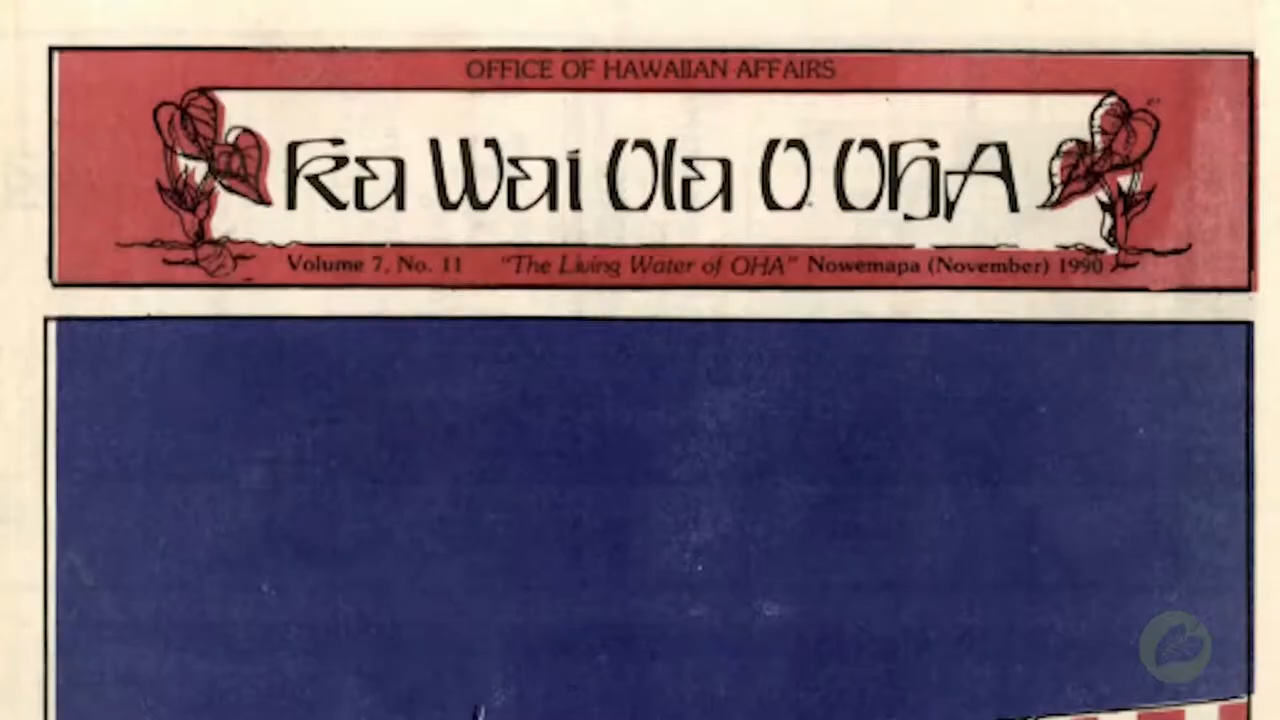 OFFICE OF HAWAIIAN AFFAIRS
Ka Wai Ola O OHA
Volume 7, No. 11 "The Living Water of OHA" Nowemapa (November) 1990